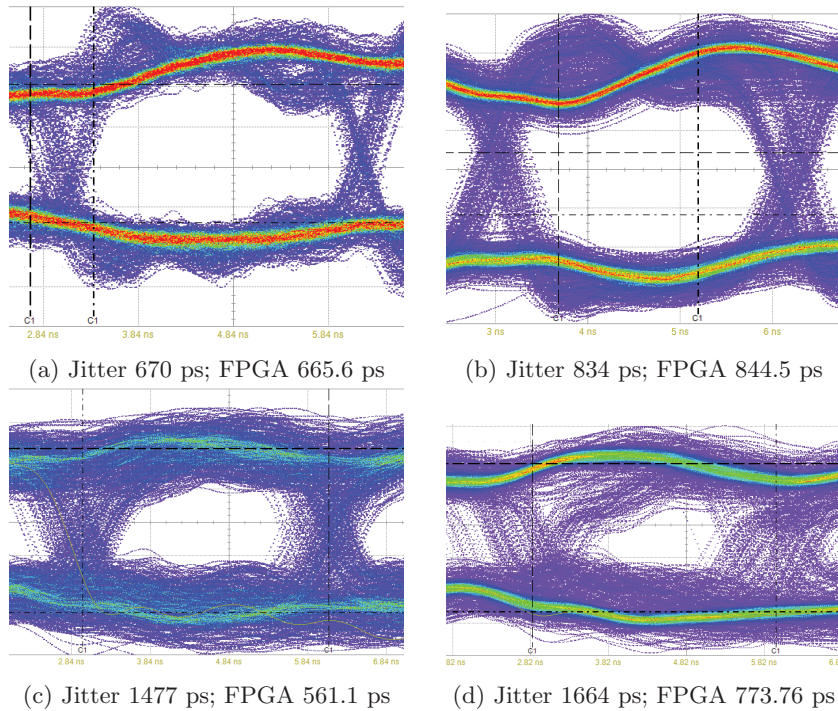 C1 C1
2.84 ns 3.84 ns 4.84 ns 5.84 ns
C1 C1
3 ns 4 ns 5 ns 6 ns
(a) Jitter 670 ps; FPGA 665.6 ps
(b) Jitter 834 ps; FPGA 844.5 ps
C1 C1
2.84 ns 3.84 ns 4.84 ns 5.84 ns 6.84 ns
C1 C1
.82 ns 2.82 ns 3.82 ns 4.82 ns 5.82 ns 6.8
(c) Jitter 1477 ps; FPGA 561.1 ps
(d) Jitter 1664 ps; FPGA 773.76 ps